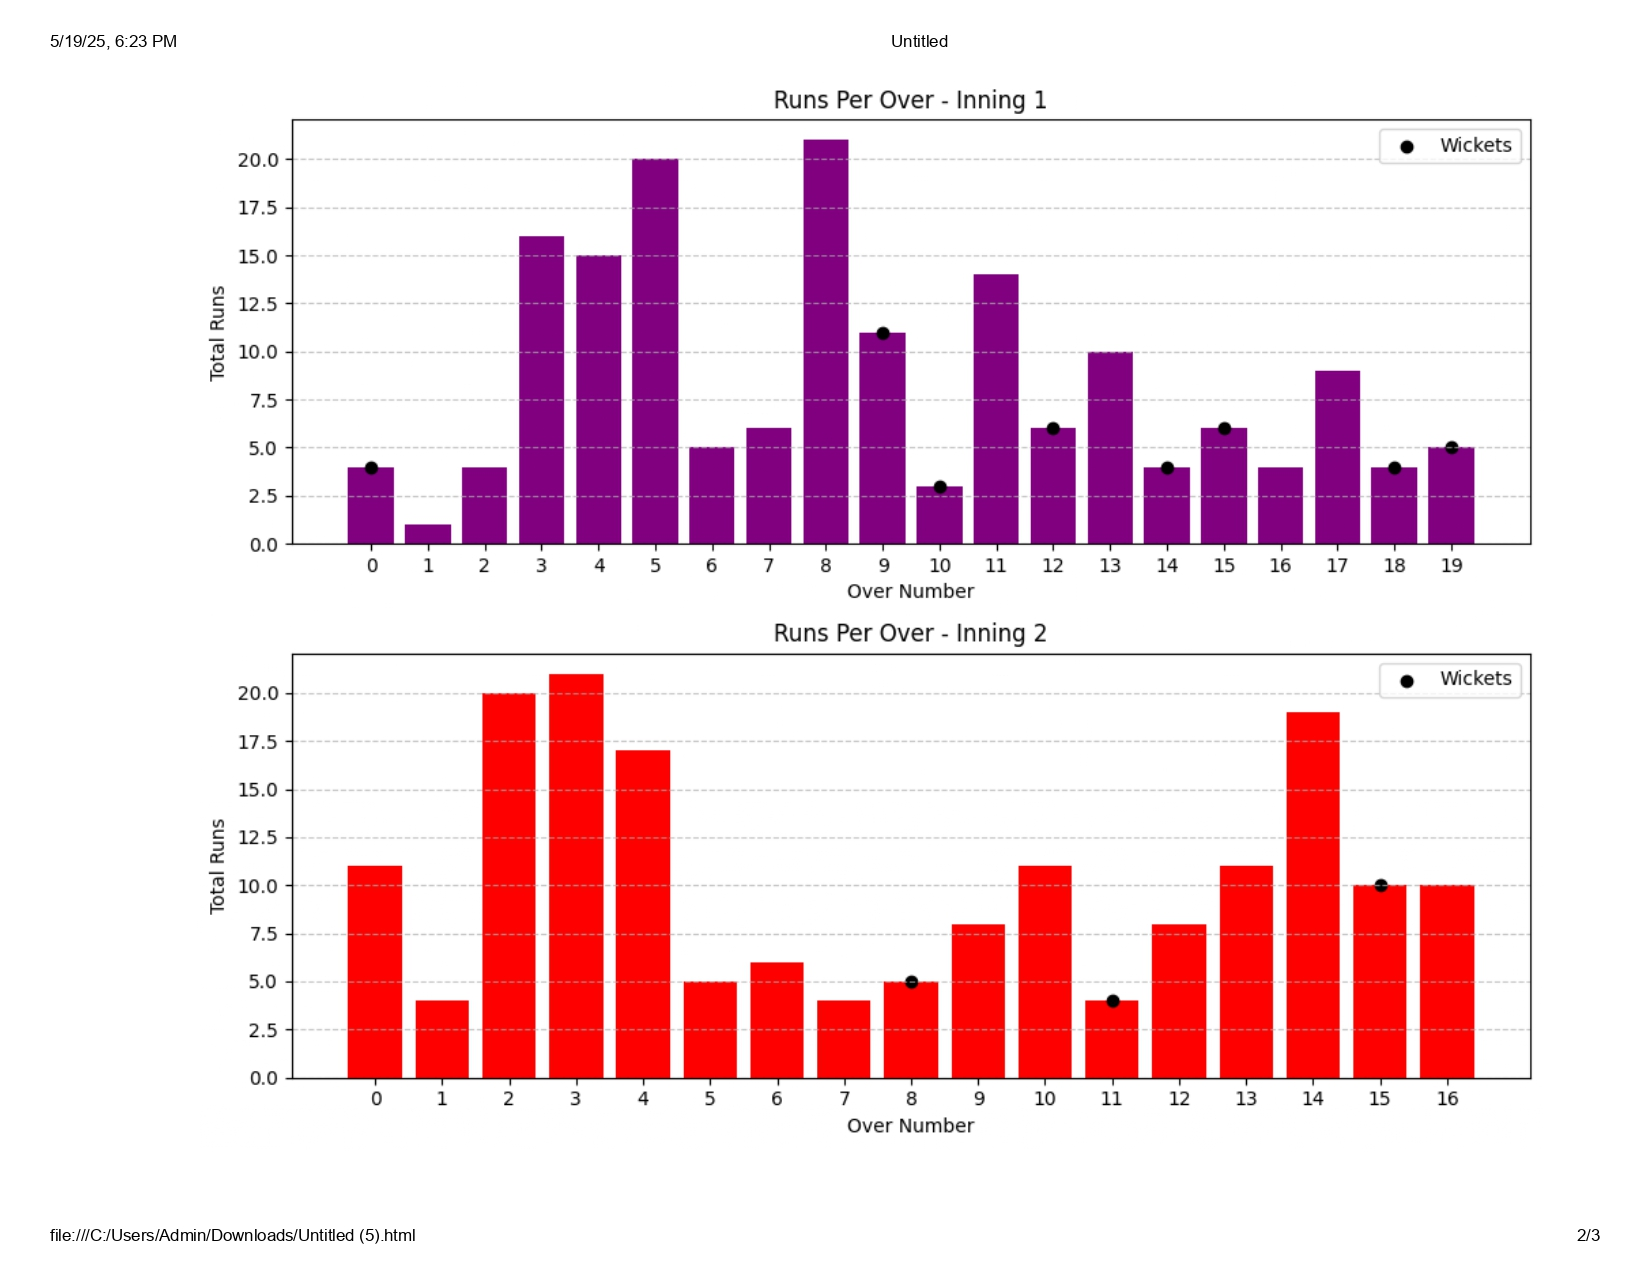 5/19/25, 6:23 PM Untitled
Runs Per Over - Inning 1
Wickets
20.0
17.5
15.0
12.5
10.0
7.5
5.0
2.5
0.0
Total Runs
0 1 2 3 4 5 6 7 8 9 10 11 12 13 14 15 16 17 18 19
Over Number
Runs Per Over - Inning 2
Wickets
20.0
17.5
15.0
12.5
10.0
7.5
5.0
2.5
0.0
Total Runs
0 1 2 3 4 5 6 7 8 9 10 11 12 13 14 15 16
Over Number
file:///C:/Users/Admin/Downloads/Untitled (5).html 2/3